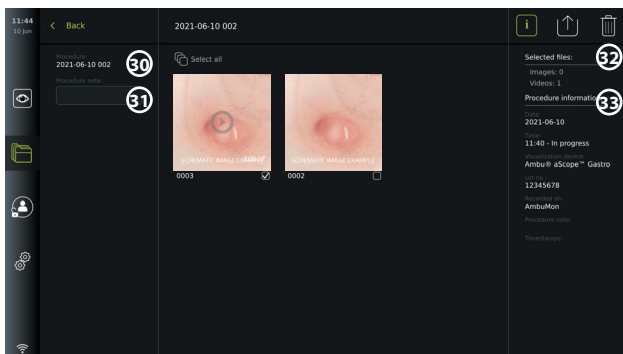 11:44
10 Jun
Back
2021-06-10 002
Procedure:
2021-06-10 002
30
Procedure note:
31
Select all
SCHEMATIC IMAGE EXAMPLE
0:00:07
0003
SCHEMATIC IMAGE EXAMPLE
0002
i
Selected files:
32
Images: 0
Videos: 1
Procedure information
33
Date:
2021-06-10
Time:
11:40 - In progress
Visualization device:
Ambu® aScope™ Gastro
Lot no.:
12345678
Recorded on:
AmbuMon
Procedure note:
Timestamps: